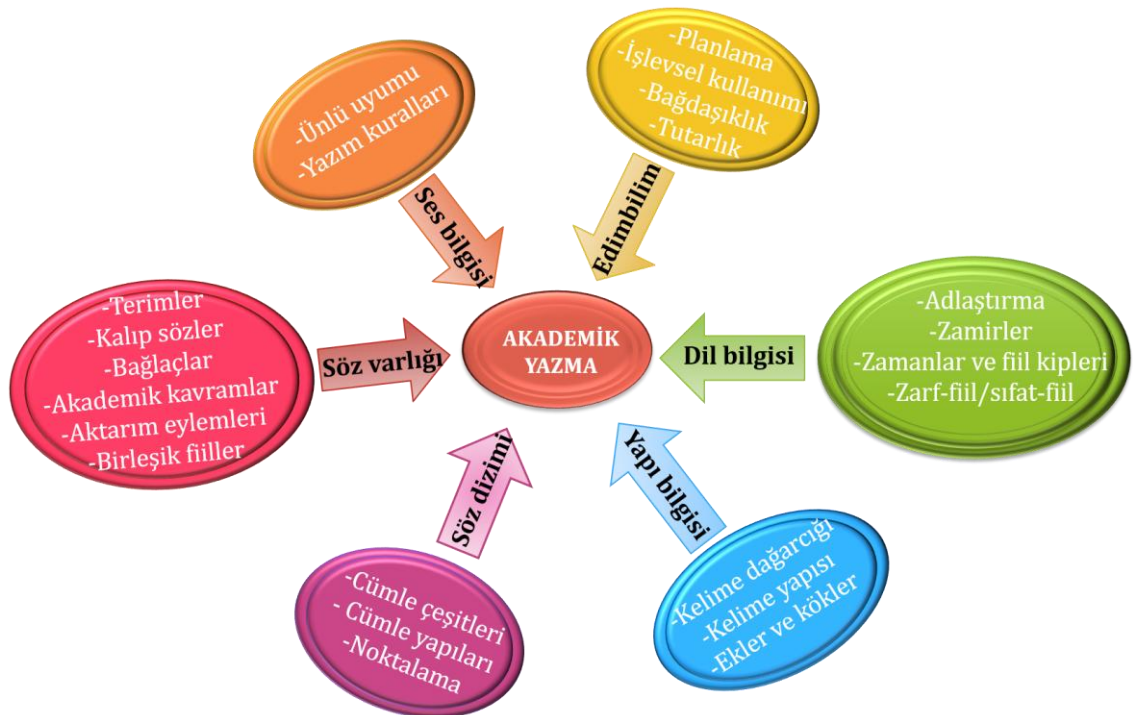 -Ünlü uyumu
-Yazım kuralları
Ses bilgisi
-Planlama
-İşlevsel kullanımı
-Bağdaşıklık
-Tutarlık
Edimbilim
-Terimler
-Kalıp sözler
-Bağlaçlar
-Akademik kavramlar
-Aktarım eylemleri
-Birleşik fiiller
Söz varlığı
AKADEMİK
YAZMA
Dil bilgisi
-Adlaştırma
-Zamirler
-Zamanlar ve fiil kipleri
-Zarf-fiil/sıfat-fiil
Söz dizimi
-Cümle çeşitleri
- Cümle yapıları
-Noktalama
Yapı bilgisi
-Kelime dağarcığı
-Kelime yapısı
-Ekler ve kökler